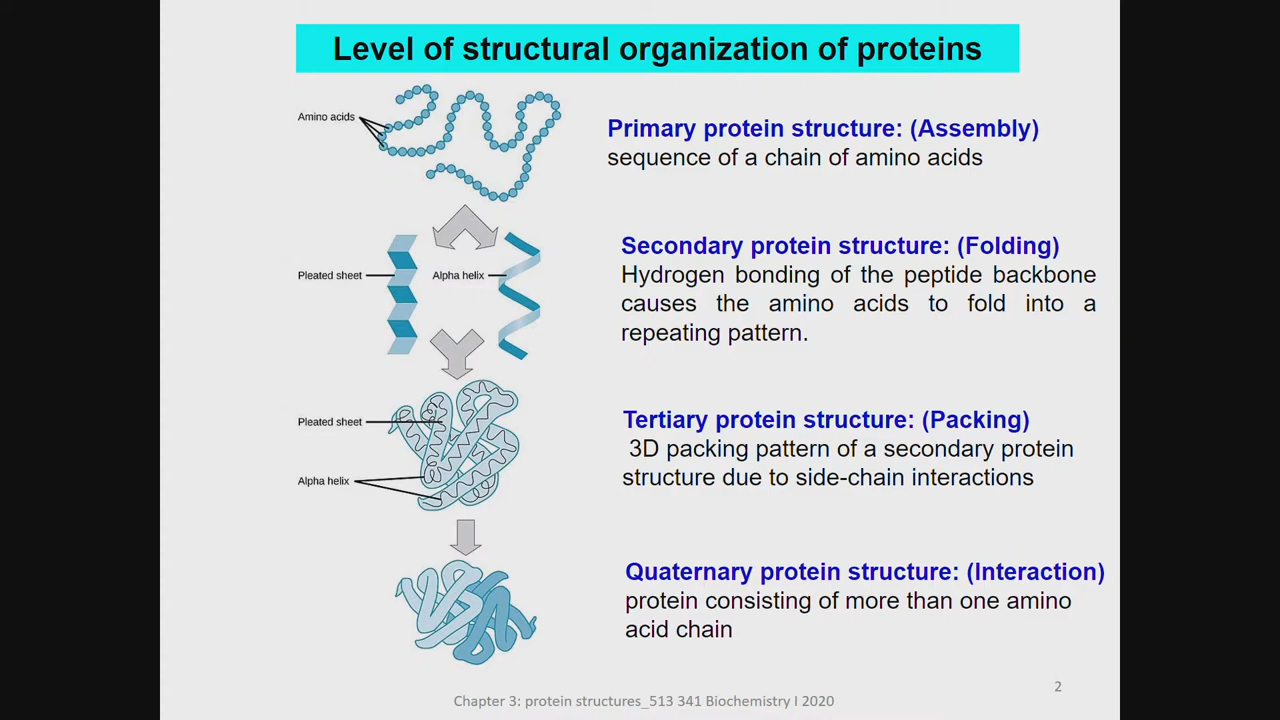 Level of structural organization of proteins
Amino acids
Primary protein structure: (Assembly)
sequence of a chain of amino acids
Pleated sheet
Alpha helix
Secondary protein structure: (Folding)
Hydrogen bonding of the peptide backbone
causes the amino acids to fold into a
repeating pattern.
Pleated sheet
Alpha helix
Tertiary protein structure: (Packing)
3D packing pattern of a secondary protein
structure due to side-chain interactions
Quaternary protein structure: (Interaction)
protein consisting of more than one amino
acid chain
2
Chapter 3: protein structures_513 341 Biochemistry I 2020